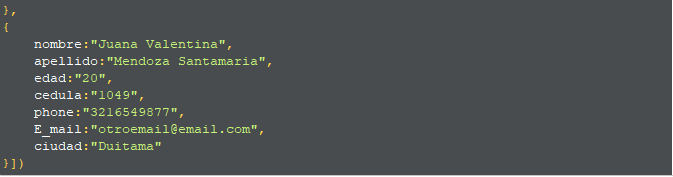 },
{
nombre:"Juana Valentina",
apellido:"Mendoza Santamaria",
edad:"20",
cedula:"1049",
phone:"3216549877",
E_mail:"otroemail@email.com",
ciudad:"Duitama"
}])